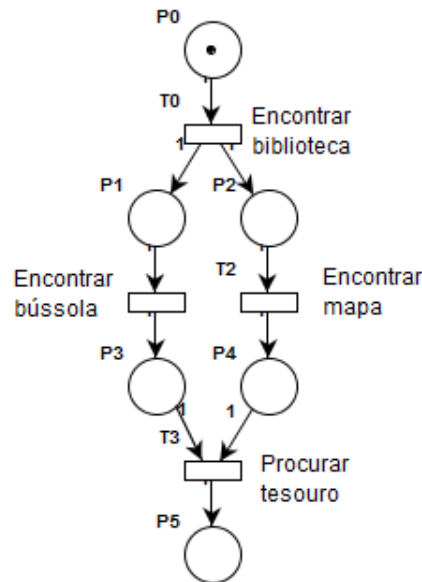 P0
T0
Encontrar
biblioteca
1
1
P1
P2
Encontrar
bússola
T2
Encontrar
mapa
P3
P4
1
1
T3
Procurar
tesouro
P5